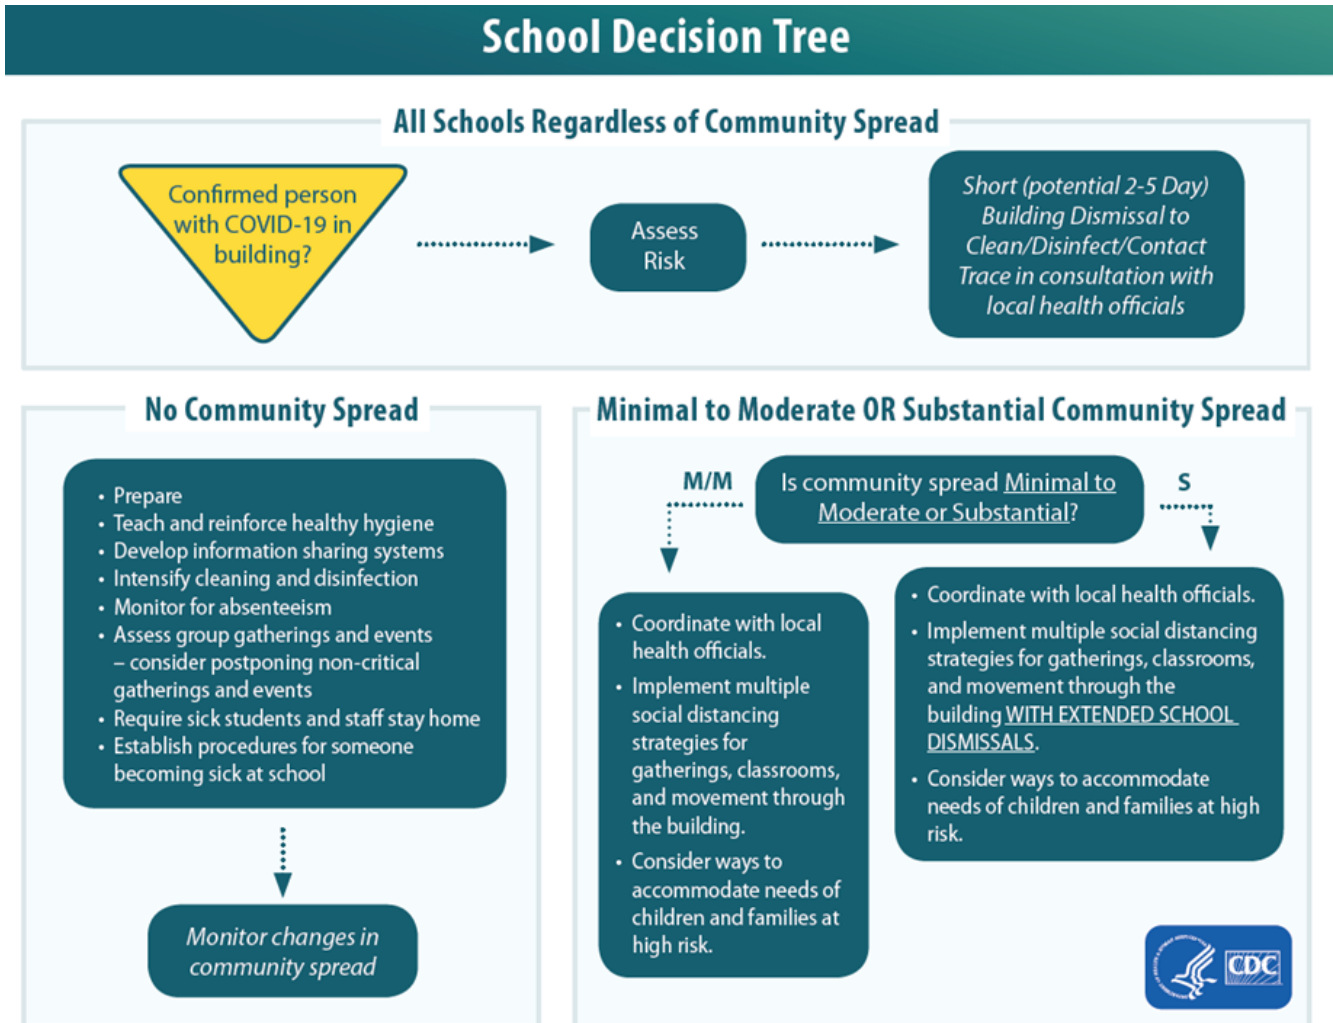 School Decision Tree
All Schools Regardless of Community Spread
Confirmed person
with COVID-19 in
building?
Assess
Risk
Short (potential 2-5 Day)
Building Dismissal to
Clean/Disinfect/Contact
Trace in consultation with
local health officials
No Community Spread
• Prepare
• Teach and reinforce healthy hygiene
• Develop information sharing systems
• Intensify cleaning and disinfection
• Monitor for absenteeism
• Assess group gatherings and events
– consider postponing non-critical
gatherings and events
• Require sick students and staff stay home
• Establish procedures for someone
becoming sick at school
Monitor changes in
community spread
Minimal to Moderate OR Substantial Community Spread
Is community spread Minimal to
Moderate or Substantial?
M/M
• Coordinate with local
health officials.
• Implement multiple
social distancing
strategies for
gatherings, classrooms,
and movement through
the building.
• Consider ways to
accommodate needs of
children and families at
high risk.
S
• Coordinate with local health officials.
• Implement multiple social distancing
strategies for gatherings, classrooms,
and movement through the
building WITH EXTENDED SCHOOL
DISMISSALS.
• Consider ways to accommodate
needs of children and families at high
risk.
CDC